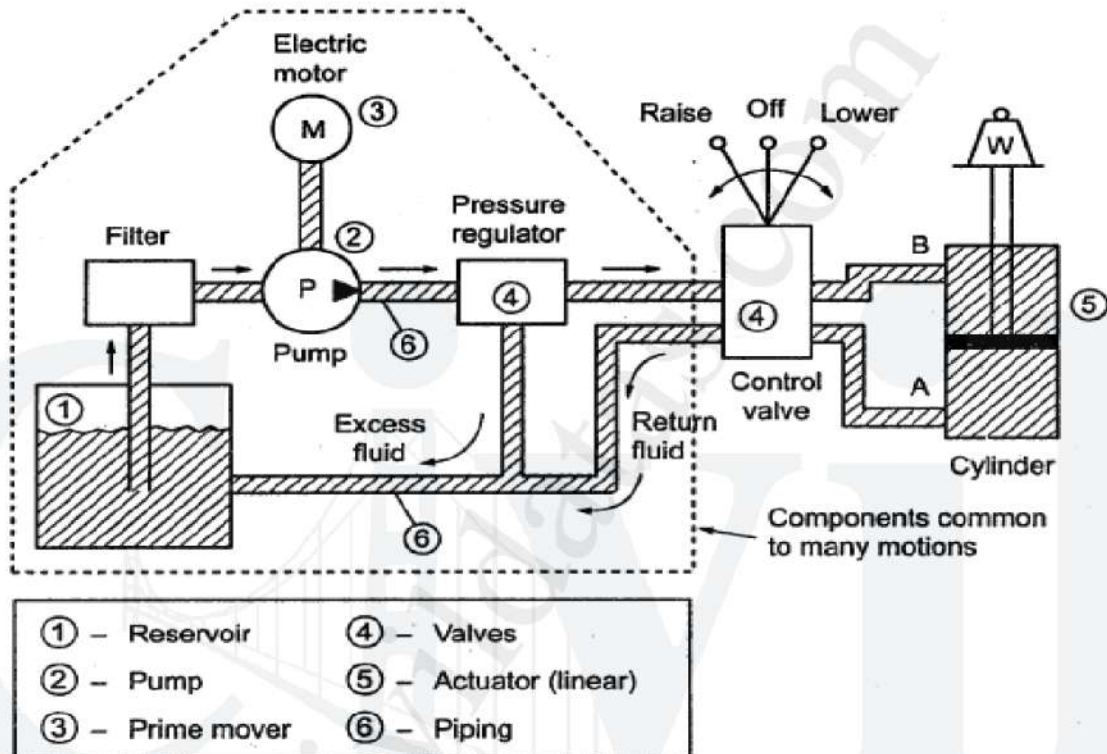 Electric
motor
M
③
Raise
Off
Lower
W
Filter
②
Pressure
regulator
P
④
B
⑤
⑥
Pump
④
Control
valve
A
①
Excess
fluid
Return
fluid
Cylinder
⑥
Components common
to many motions
① – Reservoir
④ – Valves
② – Pump
⑤ – Actuator (linear)
③ – Prime mover
⑥ – Piping